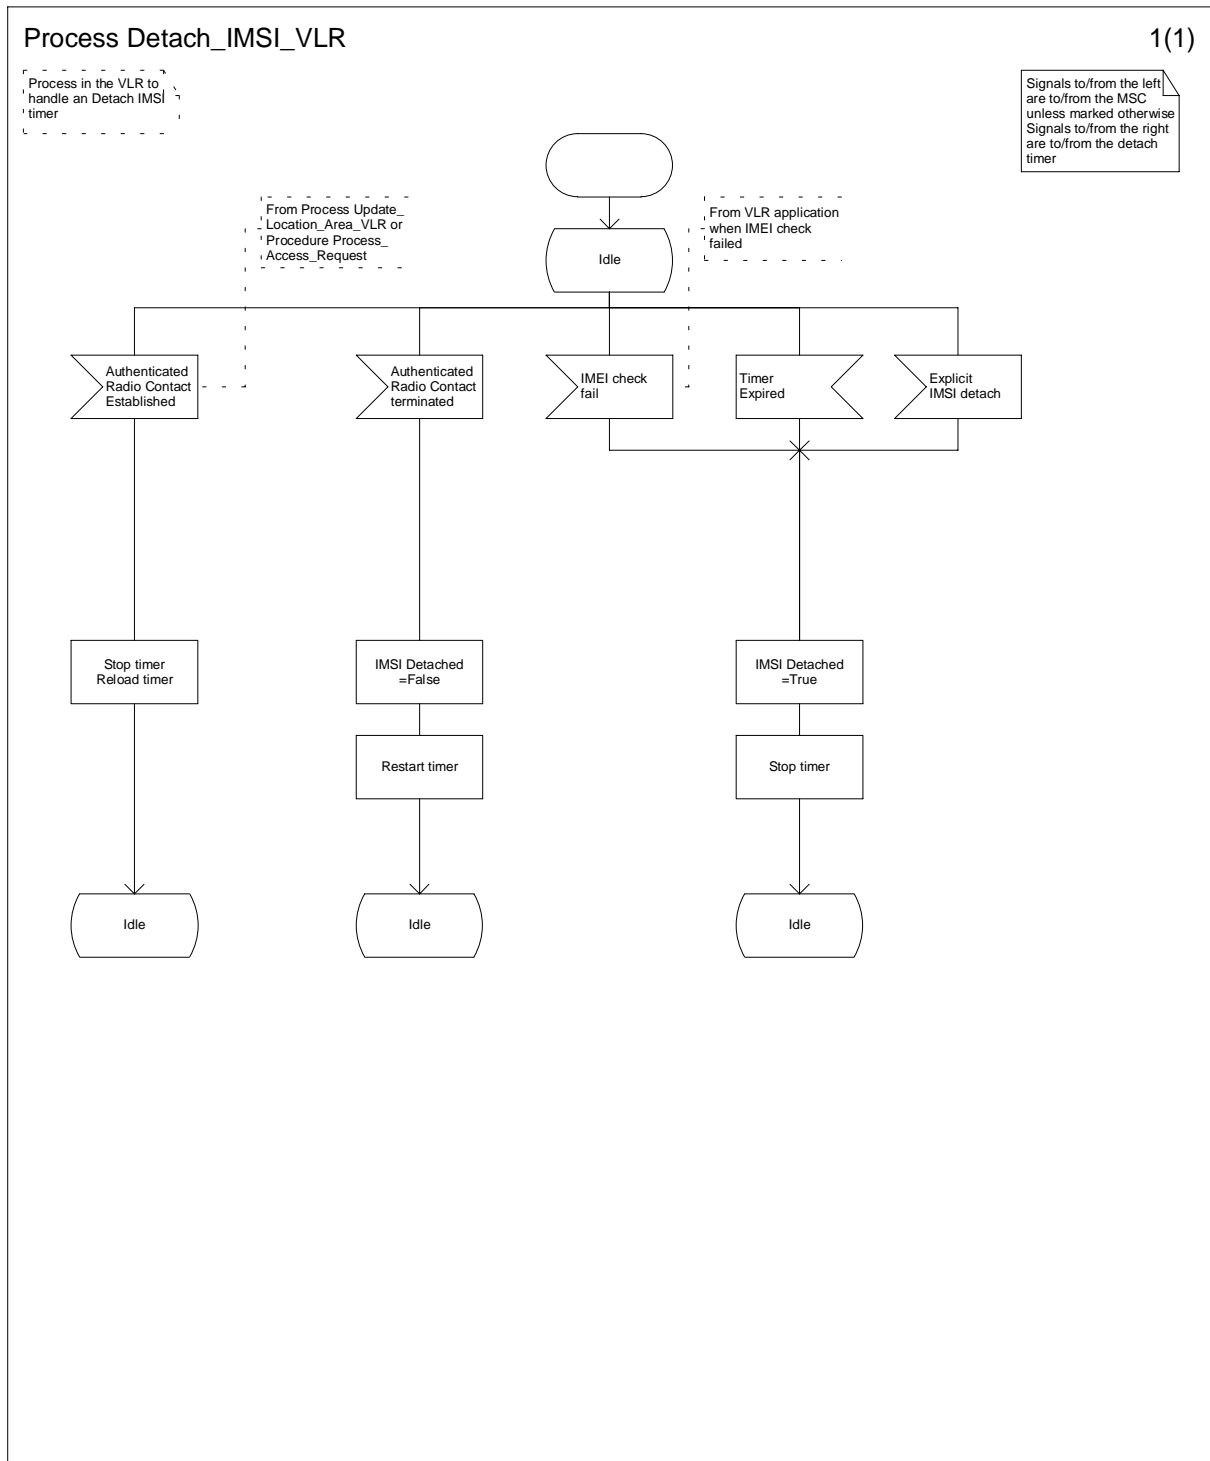 Process Detach_IMSI_VLR
1(1)
Process in the VLR to
handle an Detach IMSI
timer
Signals to/from the left
are to/from the MSC
unless marked otherwise
Signals to/from the right
are to/from the detach
timer
From Process Update_
Location_Area_VLR or
Procedure Process_
Access_Request
From VLR application
when IMEI check
failed
Idle
Authenticated
Radio Contact
Established
Authenticated
Radio Contact
terminated
IMEI check
fail
Timer
Expired
Explicit
IMSI detach
Stop timer
Reload timer
IMSI Detached
=False
IMSI Detached
=True
Restart timer
Stop timer
Idle
Idle
Idle